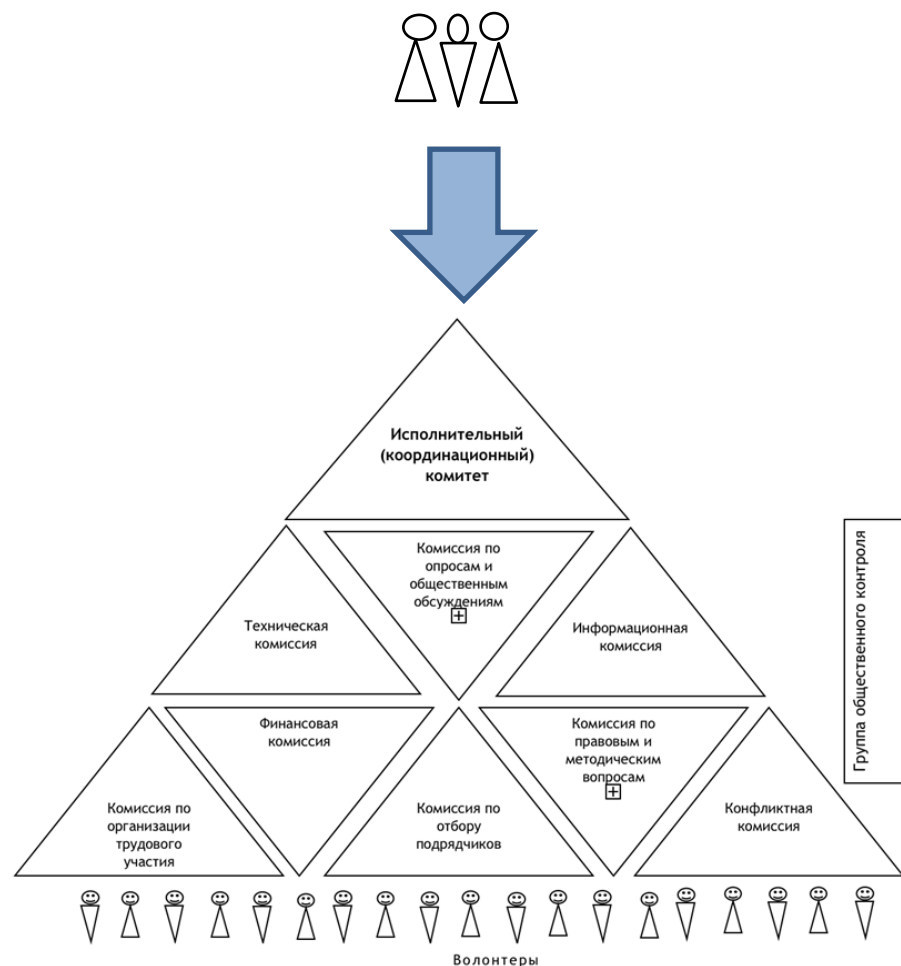 Исполнительный
(координационный)
комитет
Комиссия по
опросам и
общественным
обсуждениям
Техническая
комиссия
Информационная
комиссия
Группа общественного контроля
Финансовая
комиссия
Комиссия по
правовым и
методическим
вопросам
Комиссия по
организации
трудового
участия
Комиссия по
отбору
подрядчиков
Конфликтная
комиссия
Волонтеры